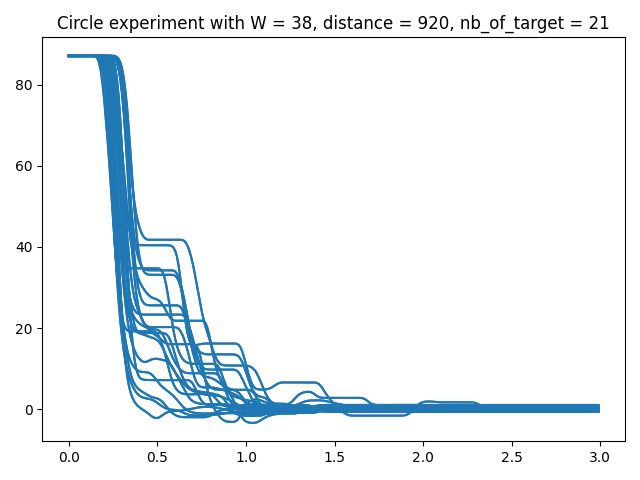 Circle experiment with W = 38, distance = 920, nb_of_target = 21
80
60
40
20
0
0.0 0.5 1.0 1.5 2.0 2.5 3.0